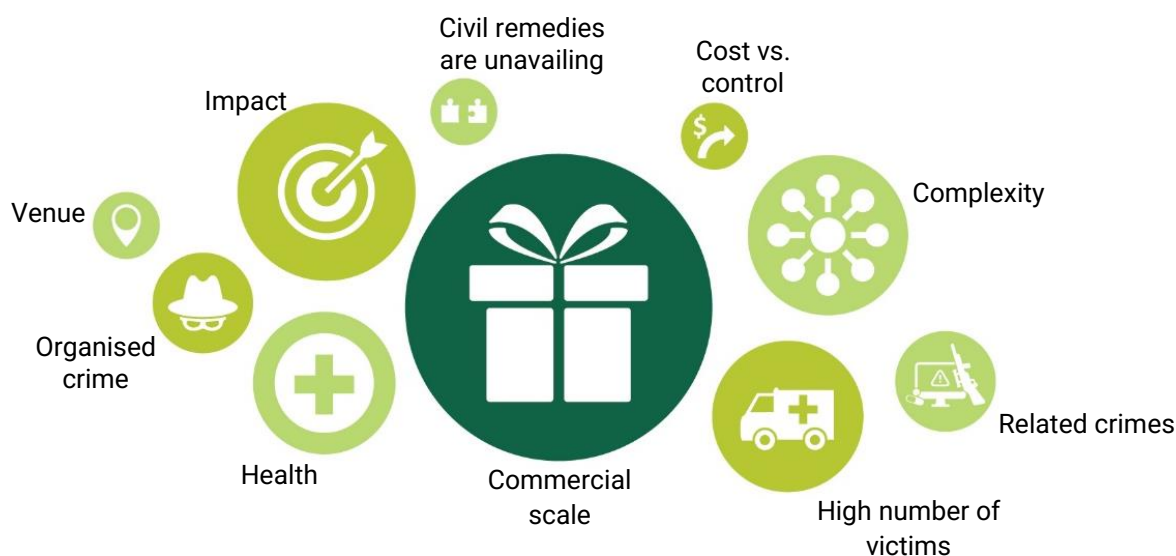 Civil remedies
are unavailing
Cost vs.
control
Impact
$
Complexity
Venue
Organised
crime
Related crimes
Health
Commercial
scale
High number of
victims